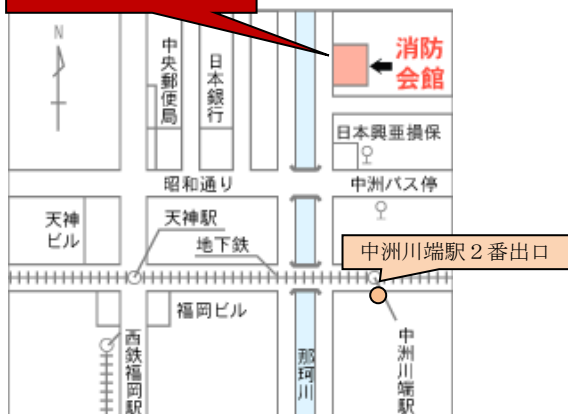 N
中央郵便局
日本銀行
消防
会館
日本興亜損保
昭和通り
中洲バス停
天神
ビル
天神駅
地下鉄
中洲川端駅２番出口
福岡ビル
西鉄福岡駅
那珂川
中洲川端駅